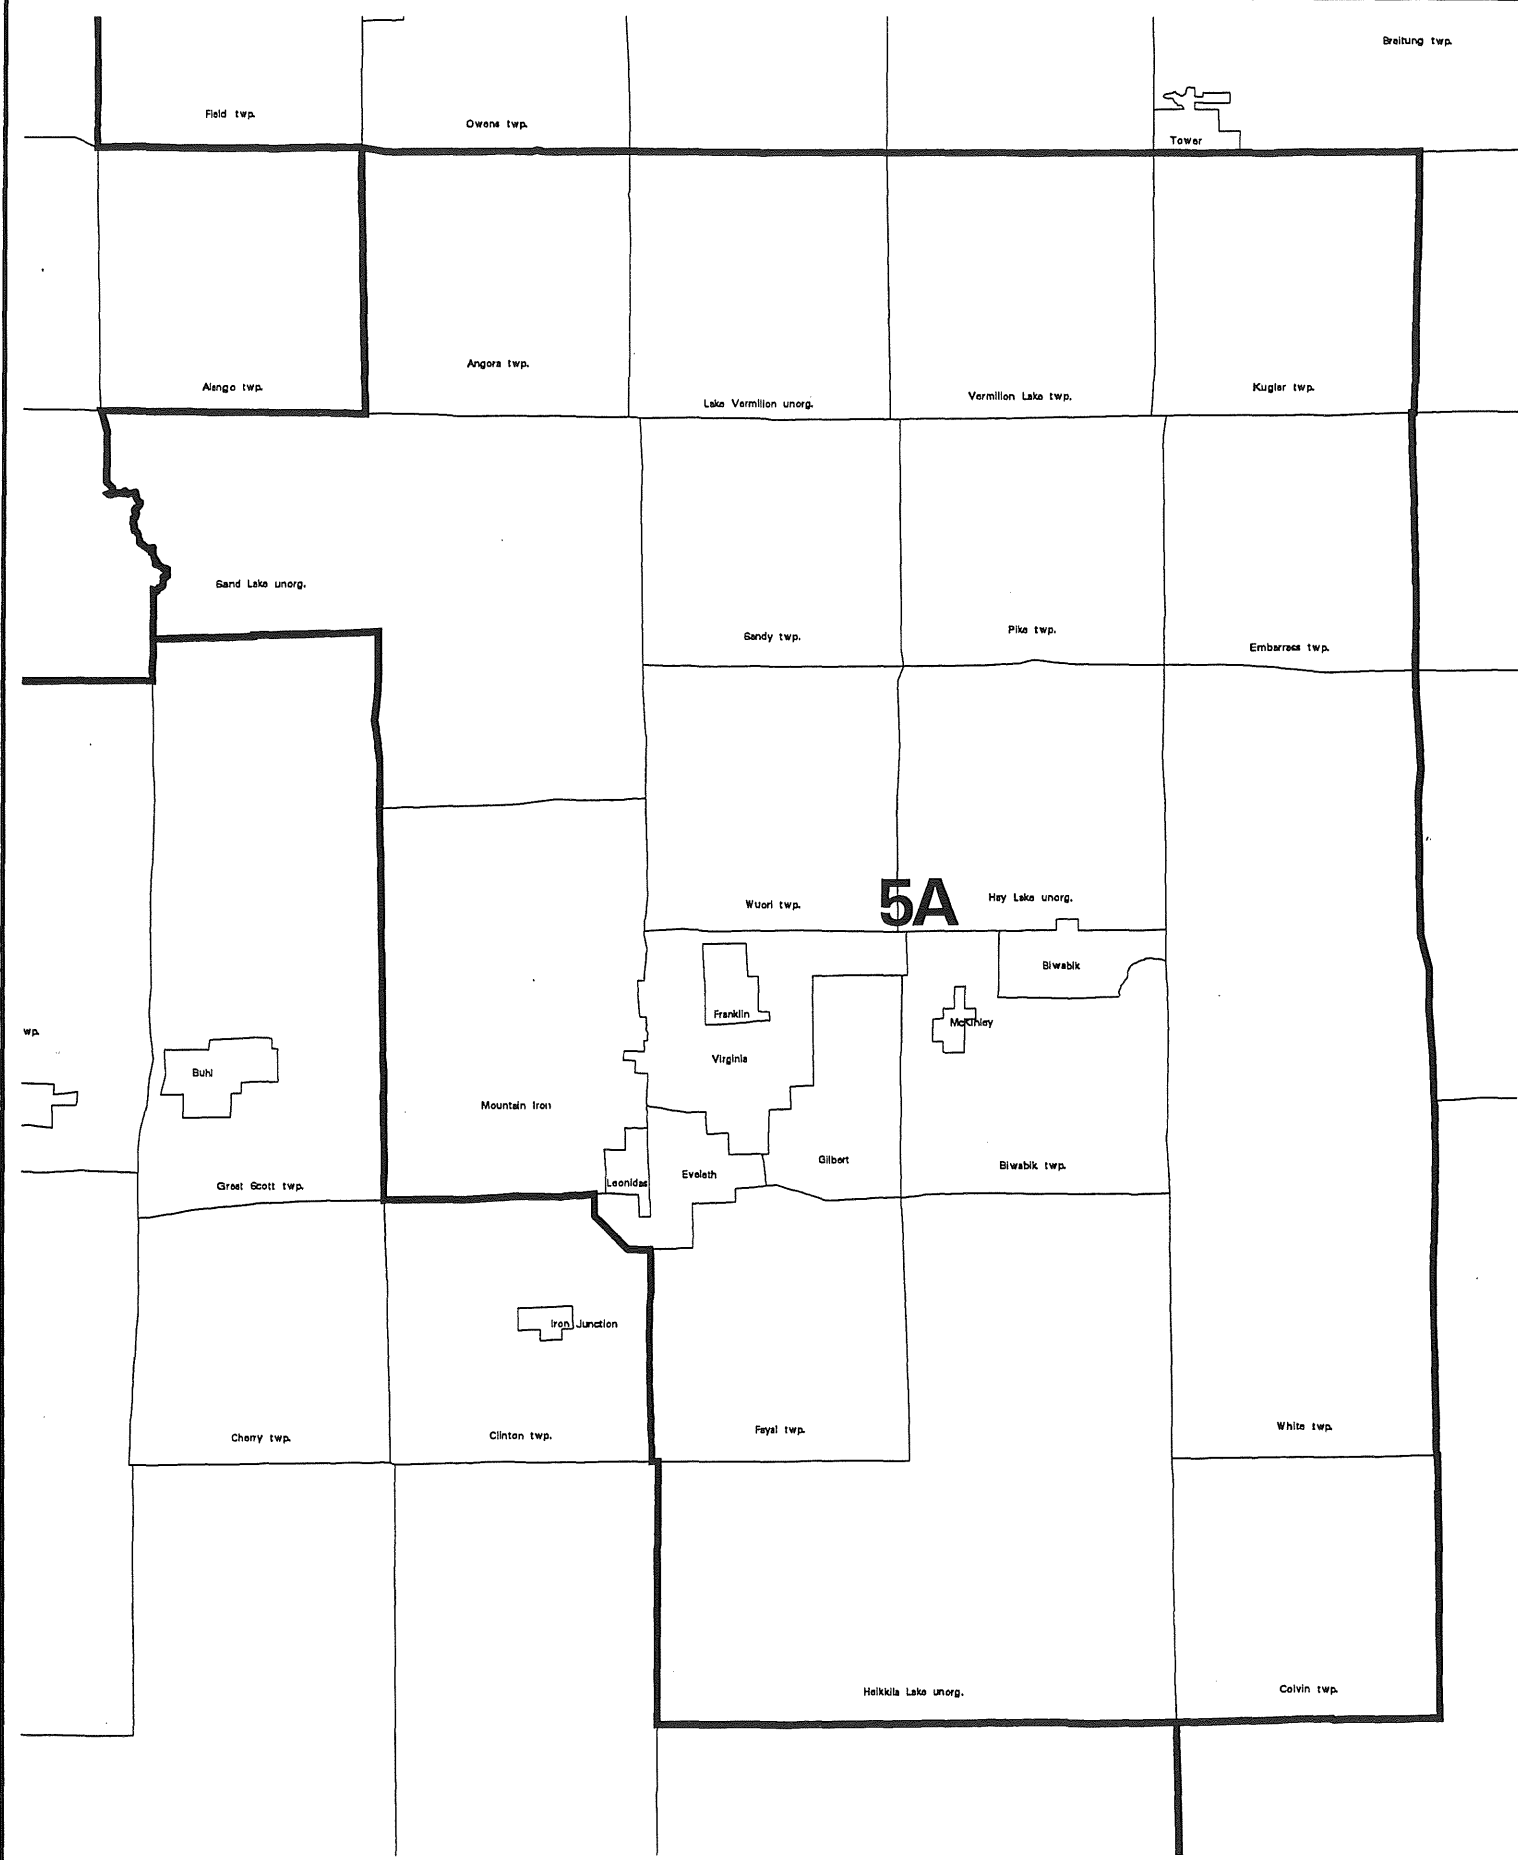 Breitung twp.
Field twp.
Owens twp.
Tower
Angora twp.
Alango twp.
Lake Vermilion unorg.
Vermilion Lake twp.
Kugler twp.
Sand Lake unorg.
Sandy twp.
Pike twp.
Embarrass twp.
Wuori twp.
5A
Hay Lake unorg.
Biwabik
Franklin
McKinley
wp.
Virginia
Buhl
Mountain Iron
Gilbert
Biwabik twp.
Eveleth
Leonidas
Great Scott twp.
Iron Junction
Cherry twp.
Clinton twp.
Fayal twp.
White twp.
Heikkila Lake unorg.
Colvin twp.